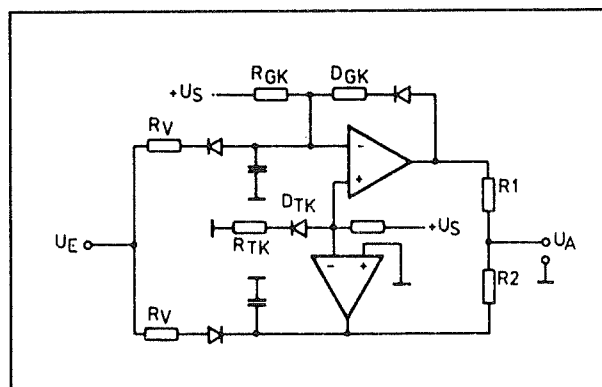 RGK
DGK
+US
RV
-
+
R1
DTK
+US
RTK
UE
UA
- +
R2
RV